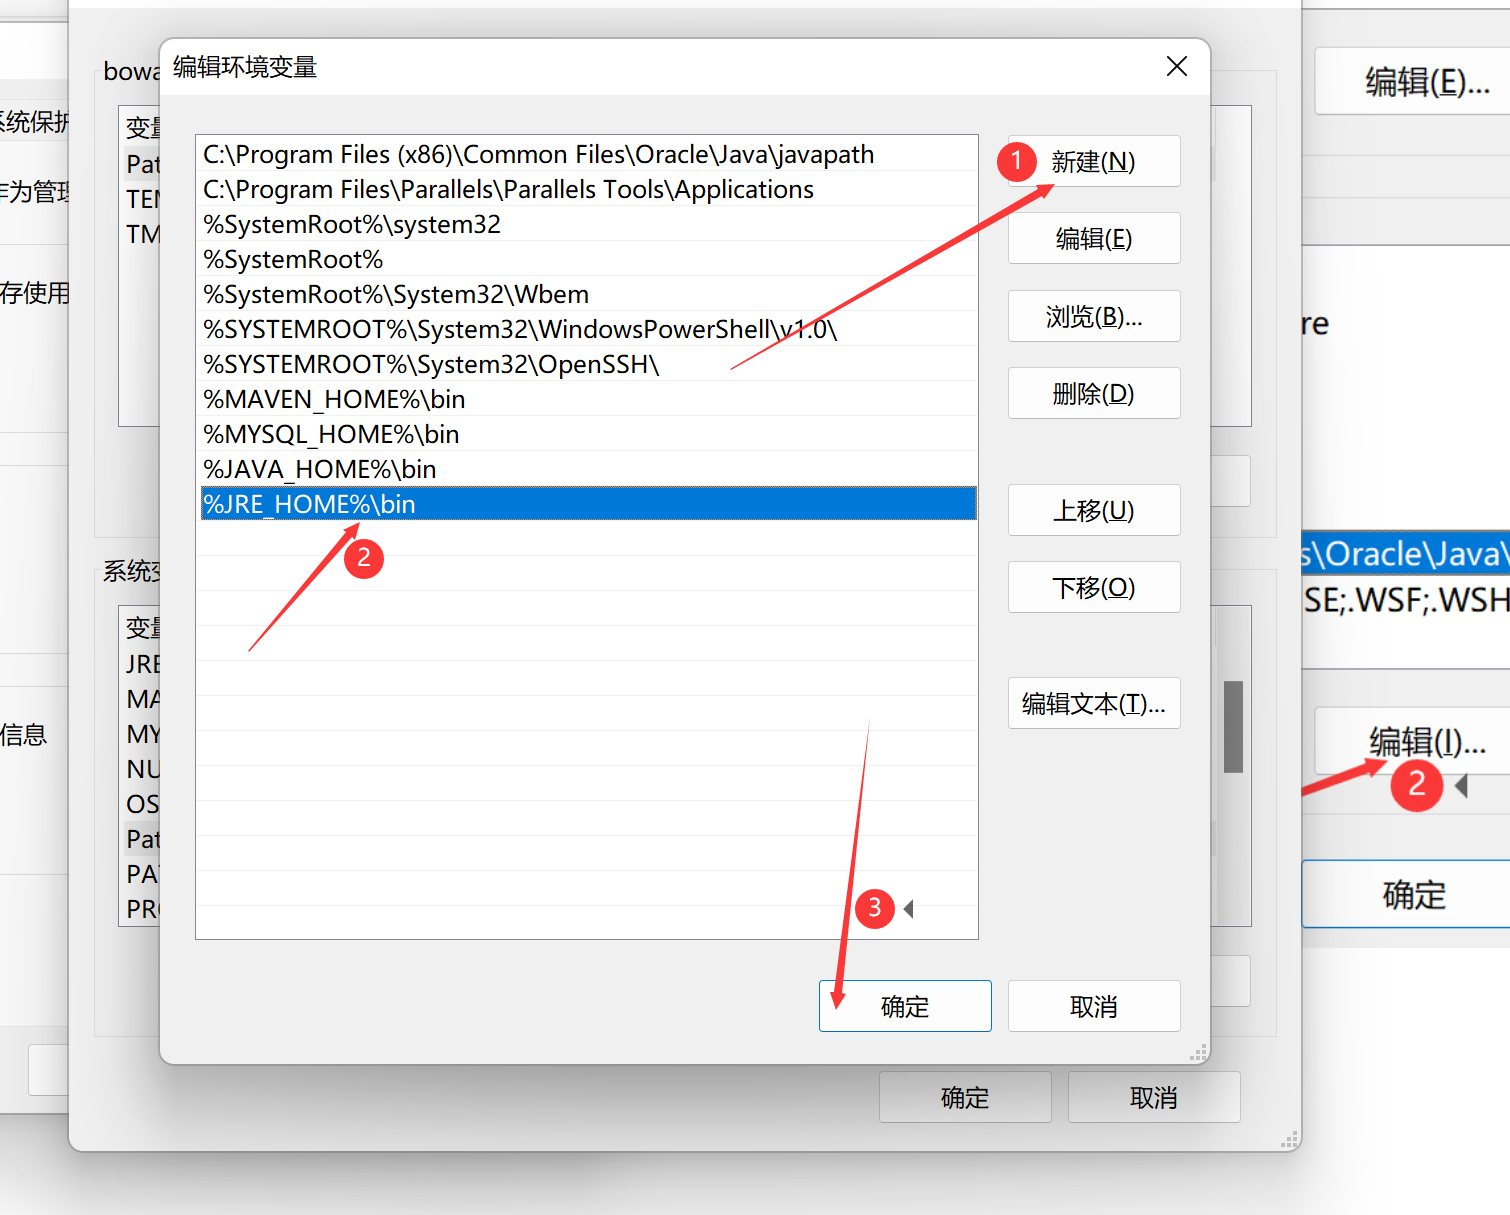 编辑环境变量
C:\Program Files (x86)\Common Files\Oracle\Java\javapath
C:\Program Files\Parallels\Parallels Tools\Applications
%SystemRoot%\system32
%SystemRoot%
%SystemRoot%\System32\Wbem
%SYSTEMROOT%\System32\WindowsPowerShell\v1.0\
%SYSTEMROOT%\System32\OpenSSH\
%MAVEN_HOME%\bin
%MYSQL_HOME%\bin
%JAVA_HOME%\bin
%JRE_HOME%\bin
1
新建(N)
编辑(E)
浏览(B)...
删除(D)
上移(U)
下移(O)
编辑文本(T)...
2
3
确定
取消
确定
取消
bowa
变量
Pat
TEM
TM
系统变
变量
JRE
MA
MY
NU
OS
Pat
PA
PRO
系统保护
作为管理
存使用
信息
编辑(E)...
re
s\Oracle\Java\
SE;.WSF;.WSH
编辑(I)...
2
确定